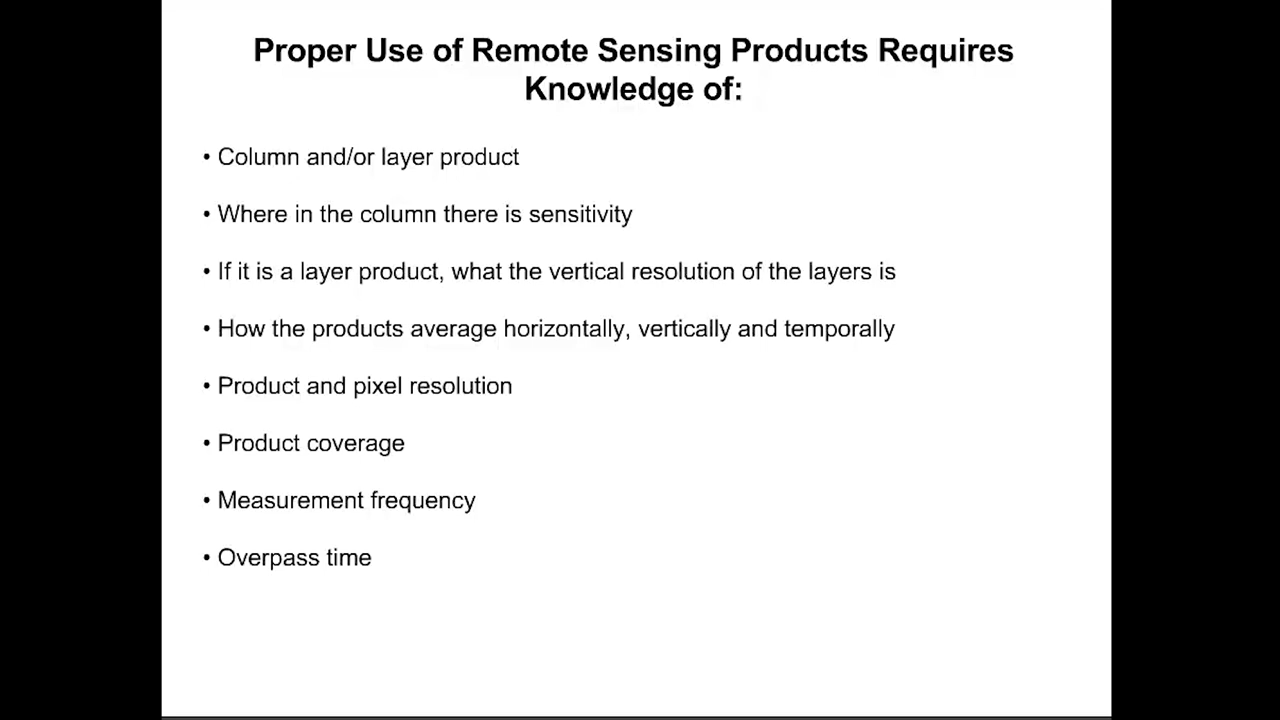 Proper Use of Remote Sensing Products Requires
Knowledge of:
• Column and/or layer product
• Where in the column there is sensitivity
• If it is a layer product, what the vertical resolution of the layers is
• How the products average horizontally, vertically and temporally
• Product and pixel resolution
• Product coverage
• Measurement frequency
• Overpass time